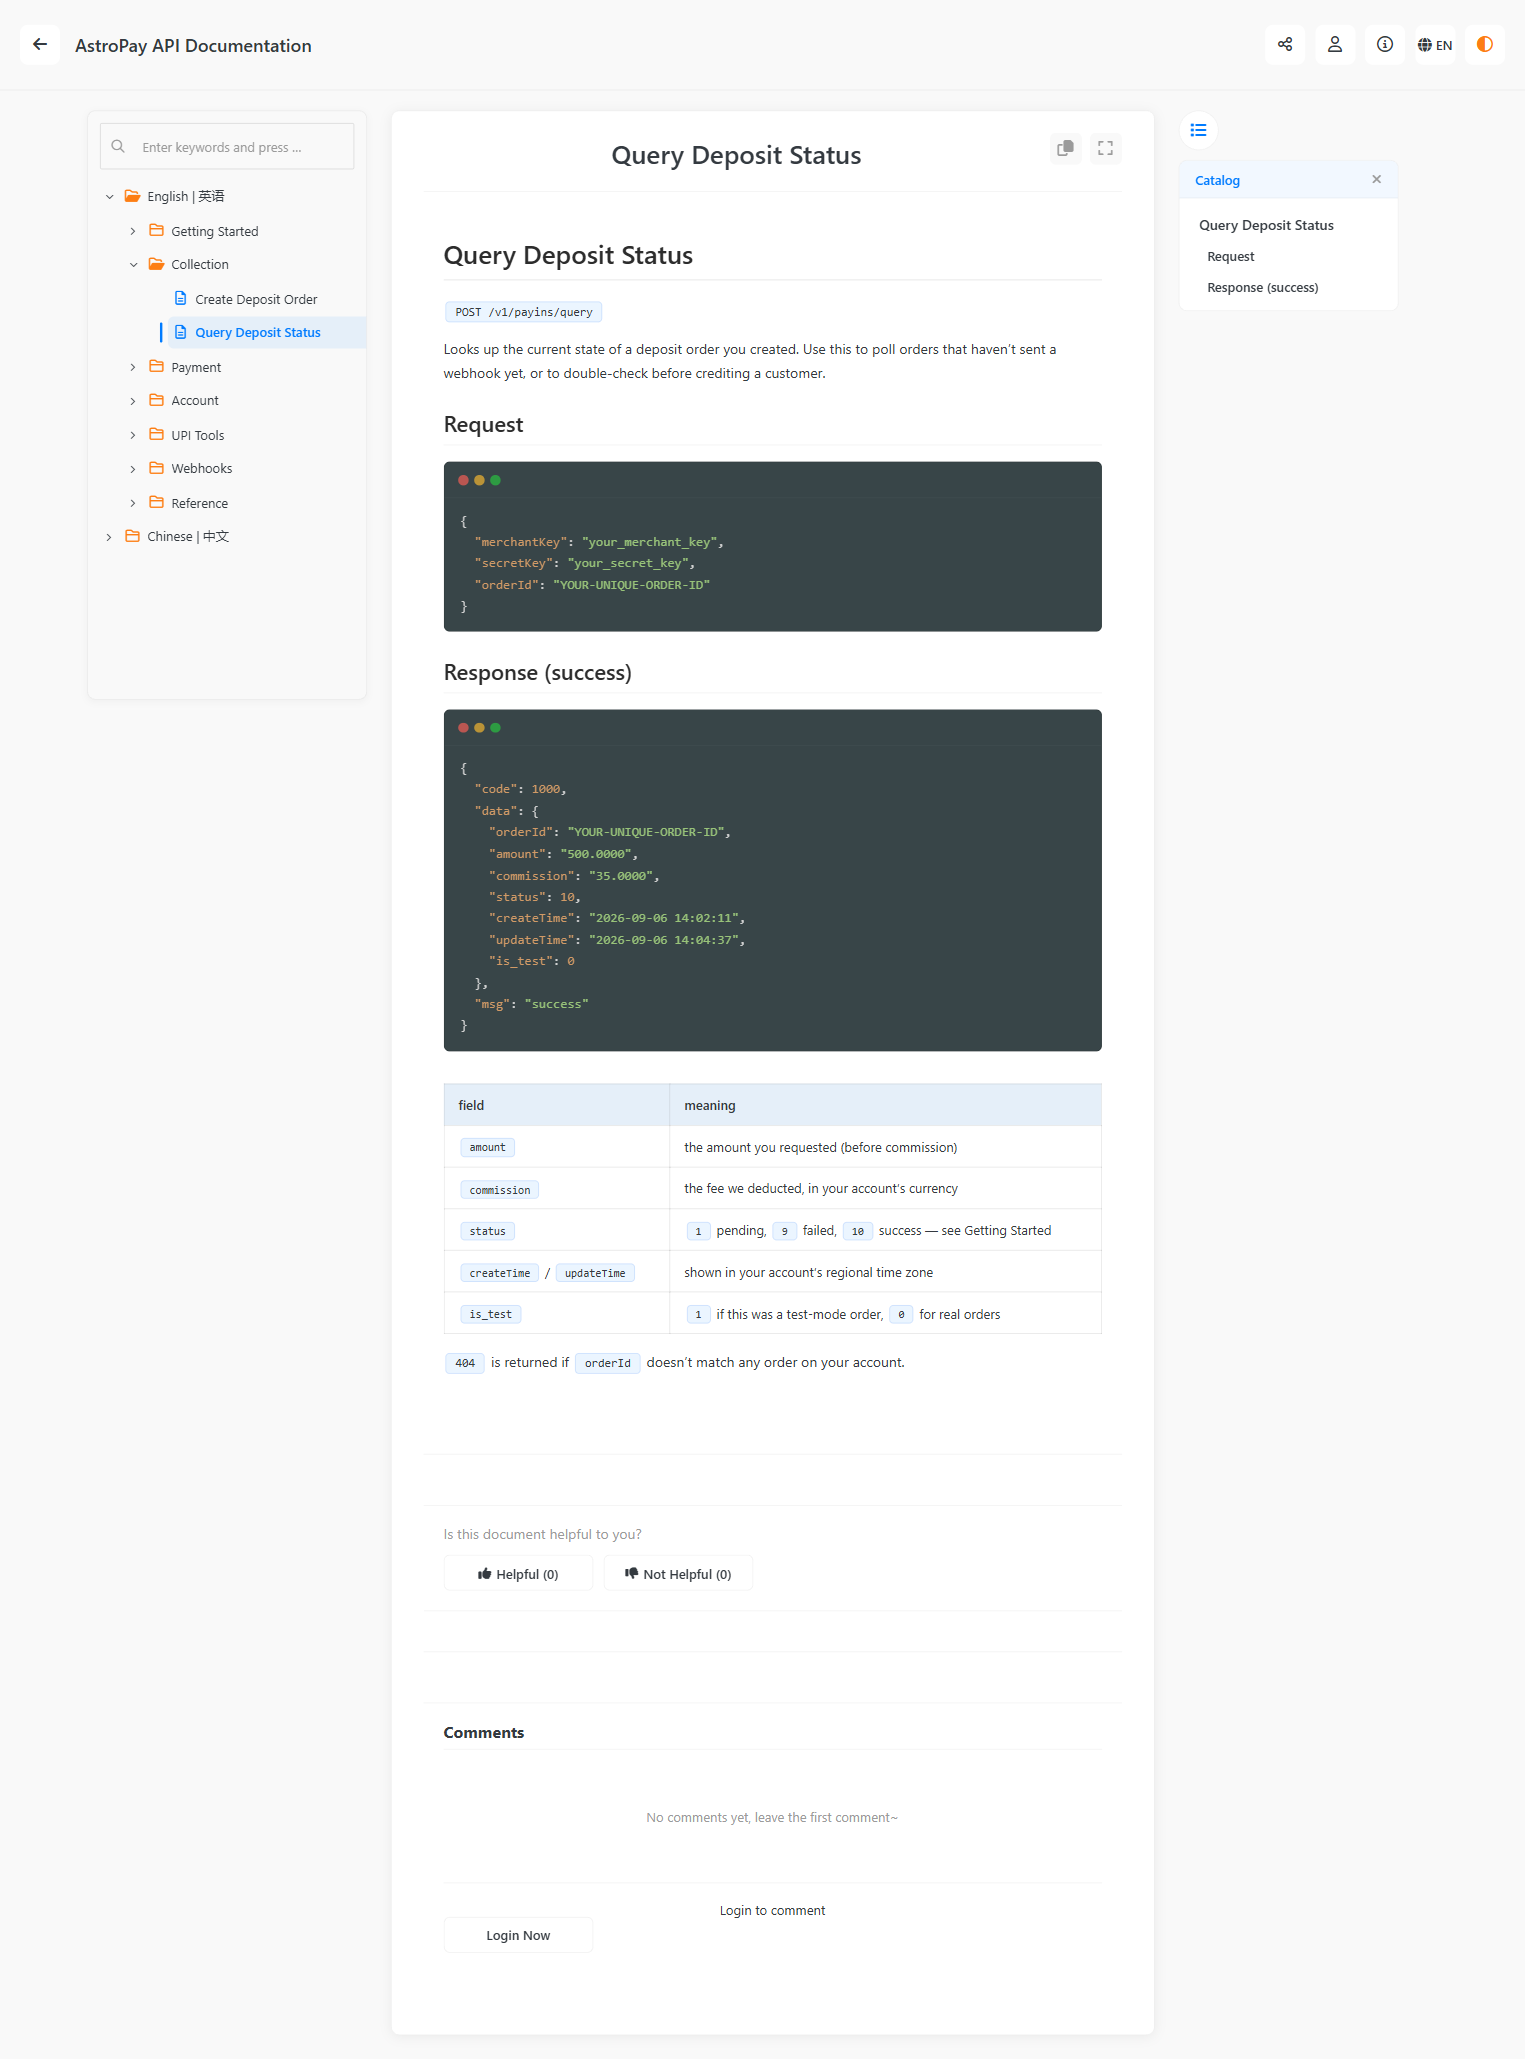 AstroPay API Documentation
EN
Enter keywords and press ...
English | 英语
Getting Started
Collection
Create Deposit Order
Query Deposit Status
Payment
Account
UPI Tools
Webhooks
Reference
Chinese | 中文
Query Deposit Status
Query Deposit Status
POST /v1/payins/query
Looks up the current state of a deposit order you created. Use this to poll orders that haven’t sent a
webhook yet, or to double-check before crediting a customer.
Request
{
  "merchantKey": "your_merchant_key",
  "secretKey": "your_secret_key",
  "orderId": "YOUR-UNIQUE-ORDER-ID"
}
Response (success)
{
  "code": 1000,
  "data": {
    "orderId": "YOUR-UNIQUE-ORDER-ID",
    "amount": "500.0000",
    "commission": "35.0000",
    "status": 10,
    "createTime": "2026-09-06 14:02:11",
    "updateTime": "2026-09-06 14:04:37",
    "is_test": 0
  },
  "msg": "success"
}
field meaning
amount the amount you requested (before commission)
commission the fee we deducted, in your account’s currency
status 1 pending, 9 failed, 10 success — see Getting Started
createTime / updateTime shown in your account’s regional time zone
is_test 1 if this was a test-mode order, 0 for real orders
404 is returned if orderId doesn’t match any order on your account.
Is this document helpful to you?
Helpful (0) Not Helpful (0)
Comments
No comments yet, leave the first comment~
Login to comment
Login Now
Catalog ×
Query Deposit Status
Request
Response (success)